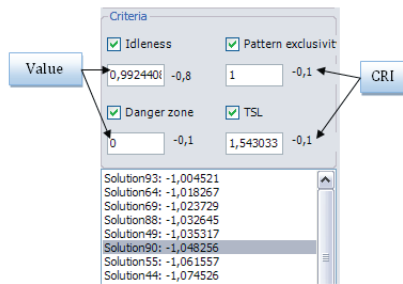 Criteria
Idleness
Pattern exclusivit
Value
0,9924408 -0,8
1 -0,1
CRI
Danger zone
TSL
0 -0,1
1,543033 -0,1
Solution93: -1,004521
Solution64: -1,018267
Solution69: -1,023729
Solution88: -1,032645
Solution49: -1,035317
Solution90: -1,048256
Solution55: -1,061557
Solution44: -1,074526